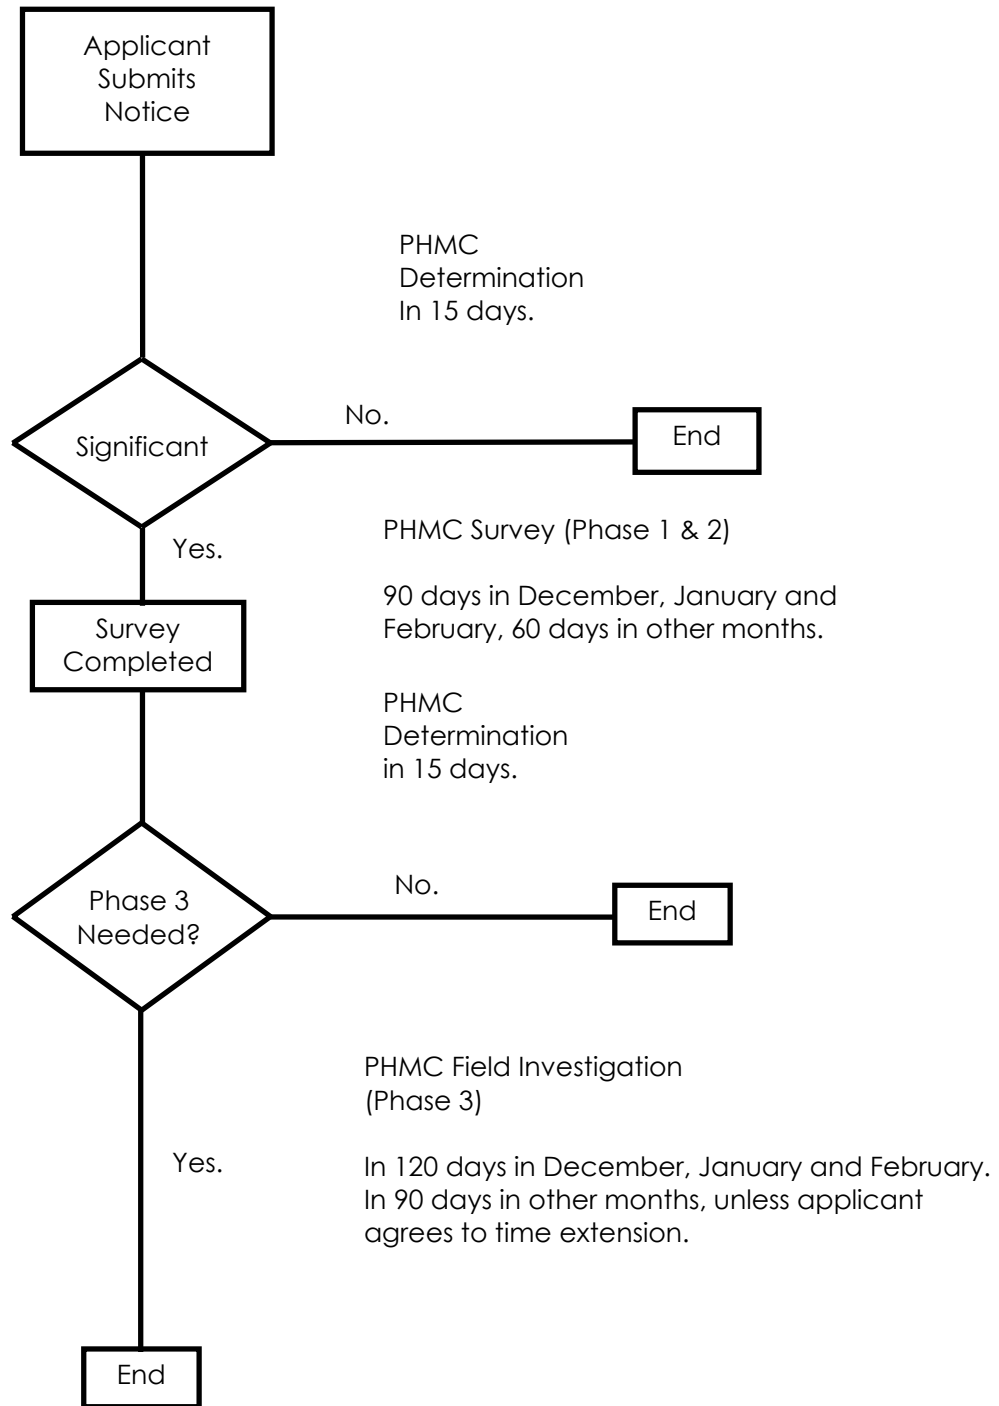 Applicant
Submits
Notice
PHMC
Determination
In 15 days.
Significant
No.
End
Yes.
PHMC Survey (Phase 1 & 2)
90 days in December, January and
February, 60 days in other months.
Survey
Completed
PHMC
Determination
in 15 days.
Phase 3
Needed?
No.
End
PHMC Field Investigation
(Phase 3)
Yes.
In 120 days in December, January and February.
In 90 days in other months, unless applicant
agrees to time extension.
End